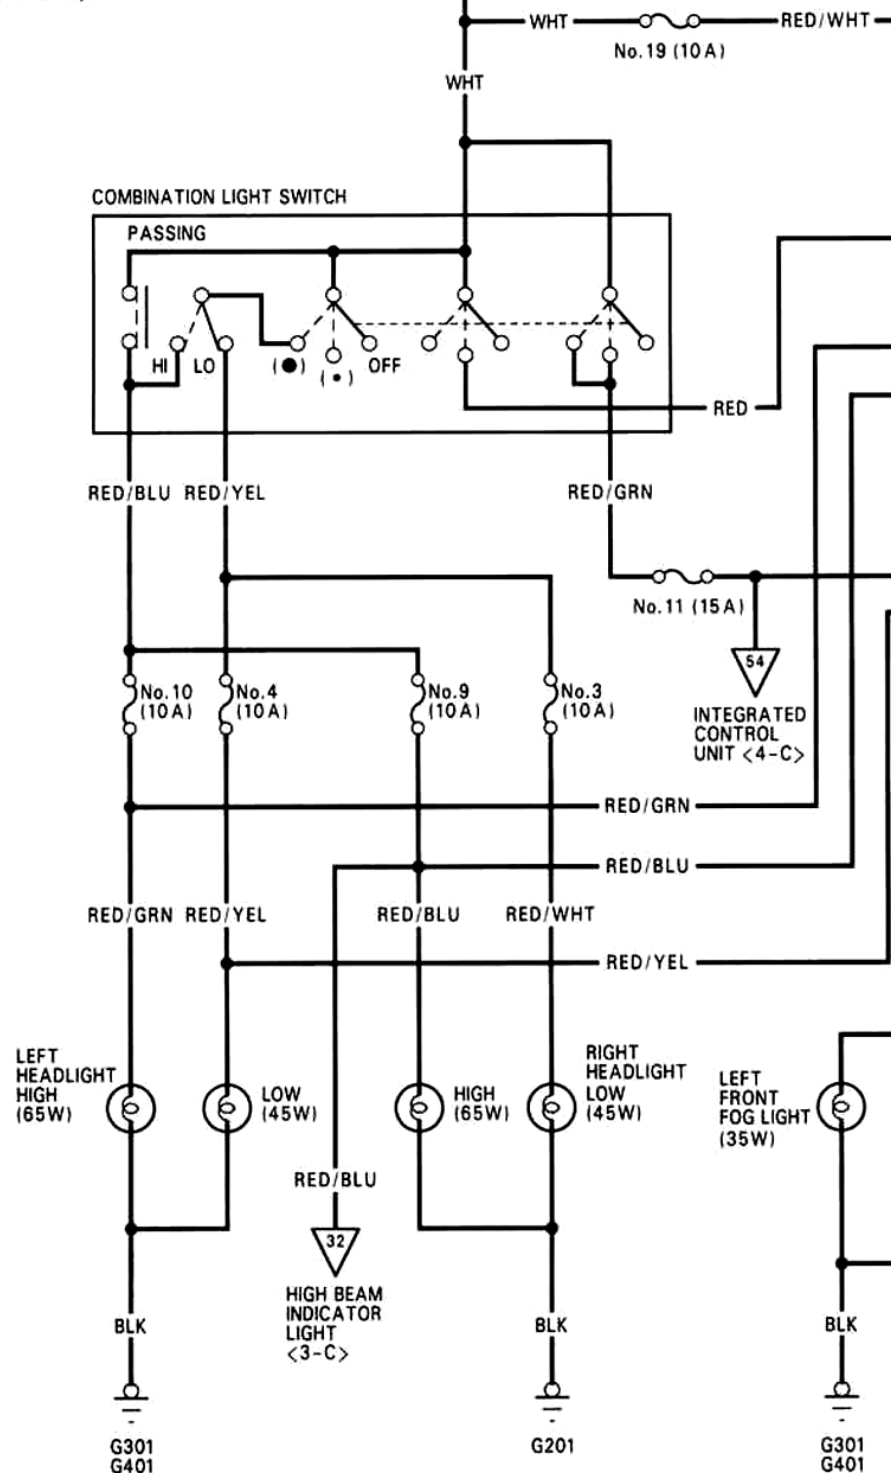 WHT
RED/WHT
No.19 (10A)
WHT
COMBINATION LIGHT SWITCH
PASSING
HI
LO
(●)
(•)
OFF
RED
RED/BLU
RED/YEL
RED/GRN
No.11 (15A)
54
INTEGRATED
CONTROL
UNIT <4-C>
No.10
(10A)
No.4
(10A)
No.9
(10A)
No.3
(10A)
RED/GRN
RED/BLU
RED/GRN
RED/YEL
RED/BLU
RED/WHT
RED/YEL
LEFT
HEADLIGHT
HIGH
(65W)
LOW
(45W)
HIGH
(65W)
RIGHT
HEADLIGHT
LOW
(45W)
LEFT
FRONT
FOG LIGHT
(35W)
RED/BLU
32
HIGH BEAM
INDICATOR
LIGHT
<3-C>
BLK
BLK
BLK
G301
G401
G201
G301
G401